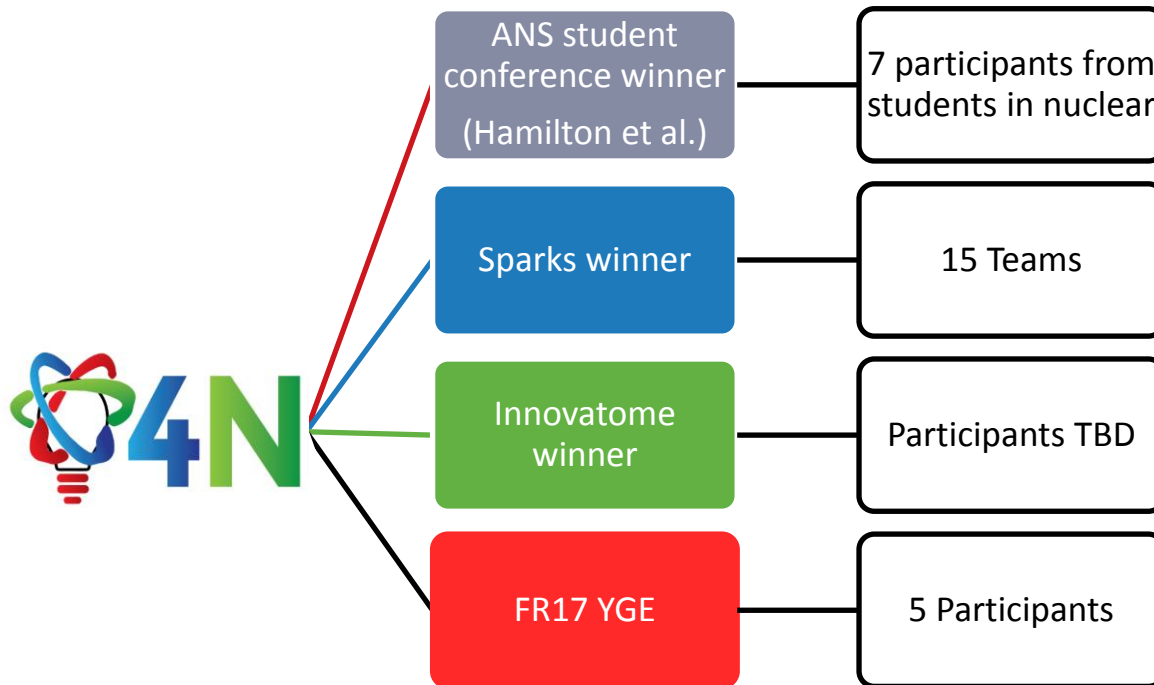 ANS student
conference winner
(Hamilton et al.)
7 participants from
students in nuclear
Sparks winner
15 Teams
4N
Innovatome
winner
Participants TBD
FR17 YGE
5 Participants